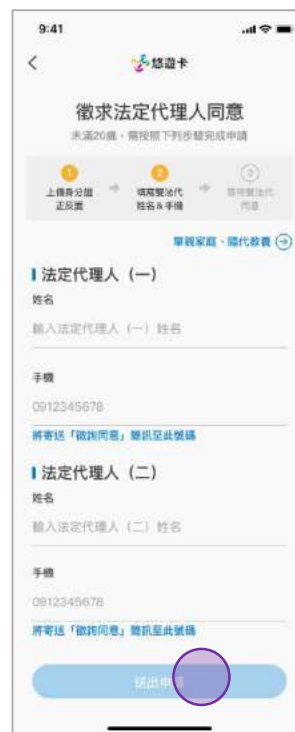 9:41
悠遊卡
徵求法定代理人同意
未滿20歲，需按照下列步驟完成申請
1
2
3
上傳身分證
正反面
填寫雙法代
姓名&手機
等待雙法代
同意
單親家庭、隔代教養
法定代理人（一）
姓名
輸入法定代理人（一）姓名
手機
0912345678
將寄送「徵詢同意」簡訊至此號碼
法定代理人（二）
姓名
輸入法定代理人（二）姓名
手機
0912345678
將寄送「徵詢同意」簡訊至此號碼
送出申請